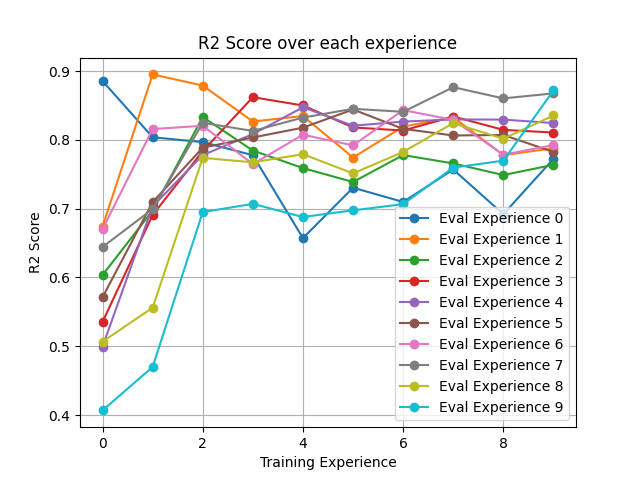 R2 Score over each experience
R2 Score
0.9
0.8
0.7
0.6
0.5
0.4
0
2
4
6
8
Training Experience
Eval Experience 0
Eval Experience 1
Eval Experience 2
Eval Experience 3
Eval Experience 4
Eval Experience 5
Eval Experience 6
Eval Experience 7
Eval Experience 8
Eval Experience 9